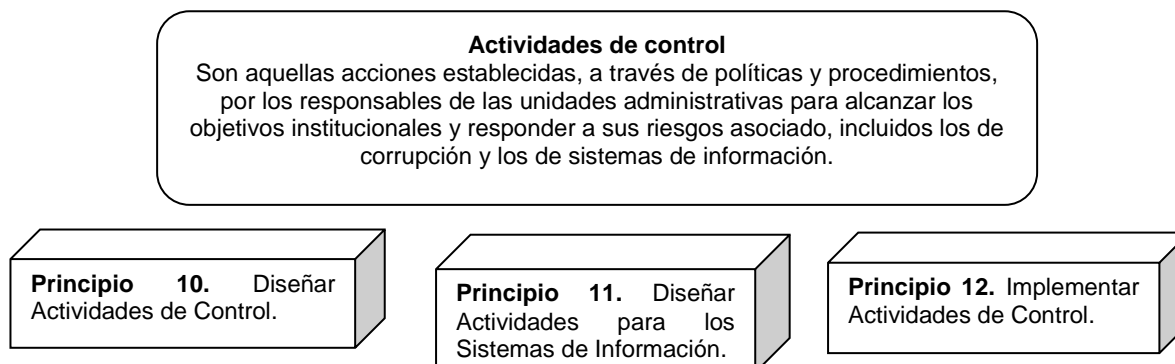 Actividades de control
Son aquellas acciones establecidas, a través de políticas y procedimientos,
por los responsables de las unidades administrativas para alcanzar los
objetivos institucionales y responder a sus riesgos asociado, incluidos los de
corrupción y los de sistemas de información.
Principio 10. Diseñar
Actividades de Control.
Principio 11. Diseñar
Actividades para los
Sistemas de Información.
Principio 12. Implementar
Actividades de Control.